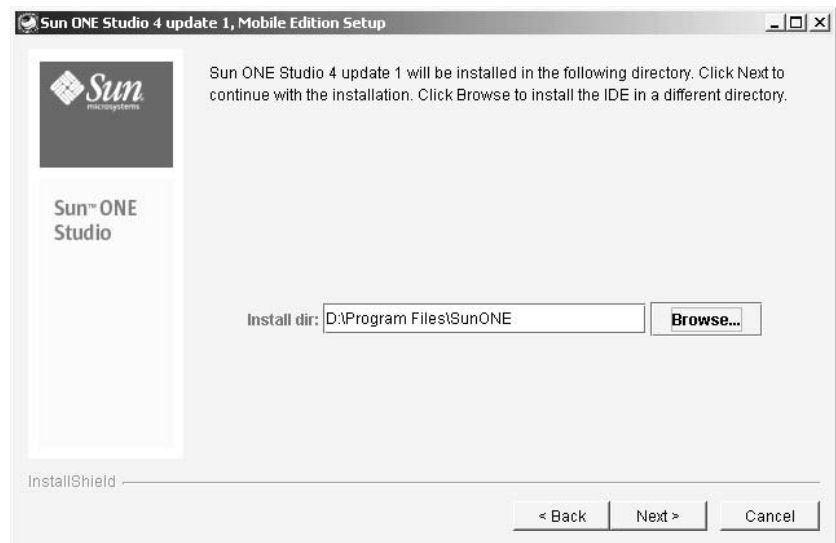 Sun ONE Studio 4 update 1, Mobile Edition Setup
Sun
microsystems
Sun ONE Studio 4 update 1 will be installed in the following directory. Click Next to
continue with the installation. Click Browse to install the IDE in a different directory.
Sun™ ONE
Studio
Install dir: D:\Program Files\SunONE Browse...
InstallShield
< Back Next > Cancel